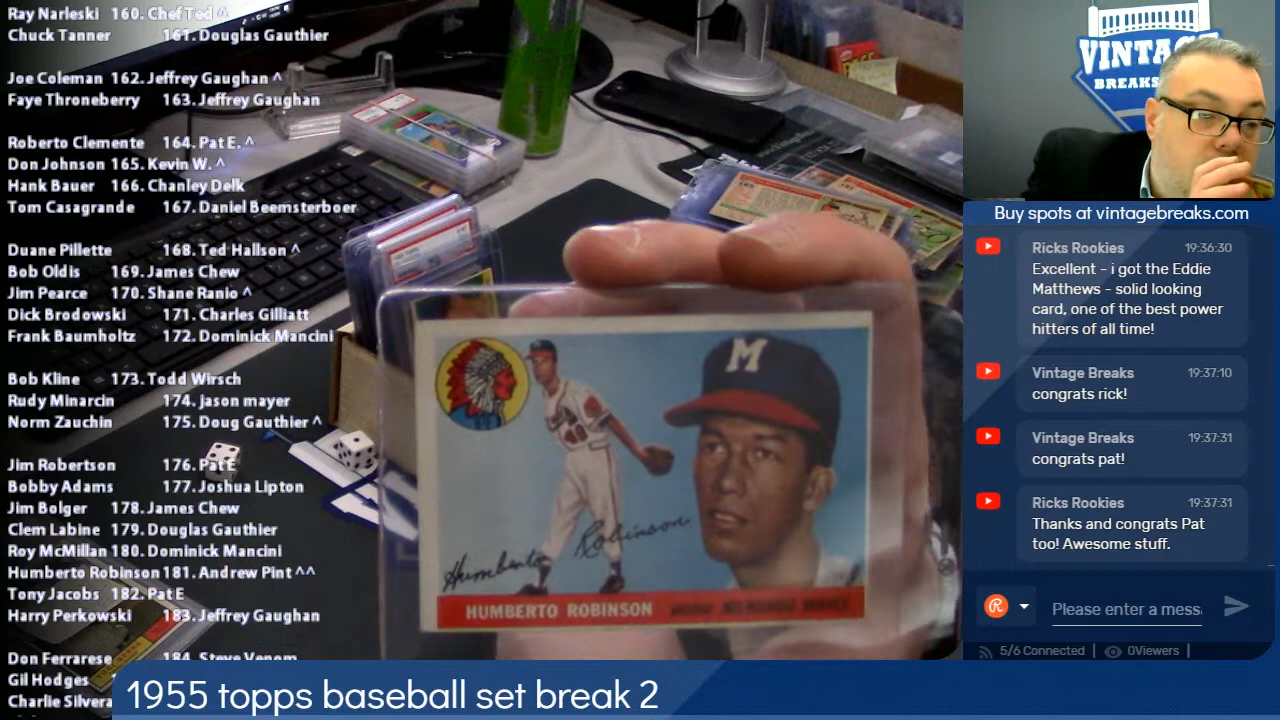 Ray Narleski 160. Chef Ted ^
Chuck Tanner 161. Douglas Gauthier
Joe Coleman 162. Jeffrey Gaughan ^
Faye Throneberry 163. Jeffrey Gaughan
Roberto Clemente 164. Pat E. ^
Don Johnson 165. Kevin W. ^
Hank Bauer 166. Chanley Delk
Tom Casagrande 167. Daniel Beemsterboer
Duane Pillette 168. Ted Hallson ^
Bob Oldis 169. James Chew
Jim Pearce 170. Shane Ranio ^
Dick Brodowski 171. Charles Gilliatt
Frank Baumholtz 172. Dominick Mancini
Bob Kline 173. Todd Wirsch
Rudy Minarcin 174. jason mayer
Norm Zauchin 175. Doug Gauthier ^
Jim Robertson 176. Pat E
Bobby Adams 177. Joshua Lipton
Jim Bolger 178. James Chew
Clem Labine 179. Douglas Gauthier
Roy McMillan 180. Dominick Mancini
Humberto Robinson 181. Andrew Pint ^^
Tony Jacobs 182. Pat E
Harry Perkowski 183. Jeffrey Gaughan
Don Ferrarese 184. Steve Venom
Gil Hodges
Charlie Silvera
M
Humberto Robinson
HUMBERTO ROBINSON
VINTAGE
BREAKS
Buy spots at vintagebreaks.com
Ricks Rookies 19:36:30
Excellent - i got the Eddie
Matthews - solid looking
card, one of the best power
hitters of all time!
Vintage Breaks 19:37:10
congrats rick!
Vintage Breaks 19:37:31
congrats pat!
Ricks Rookies 19:37:31
Thanks and congrats Pat
too! Awesome stuff.
Please enter a messa
5/6 Connected | 0Viewers |
1955 topps baseball set break 2